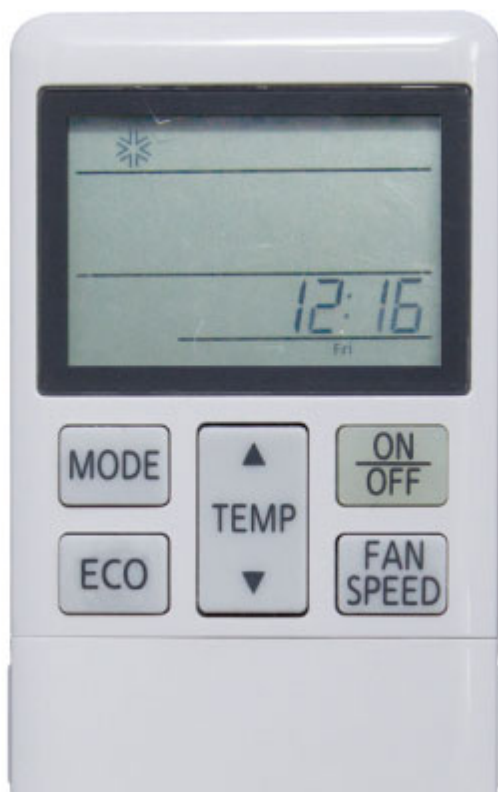 12:16
Fri
MODE
▲
TEMP
▼
ON
OFF
ECO
FAN
SPEED